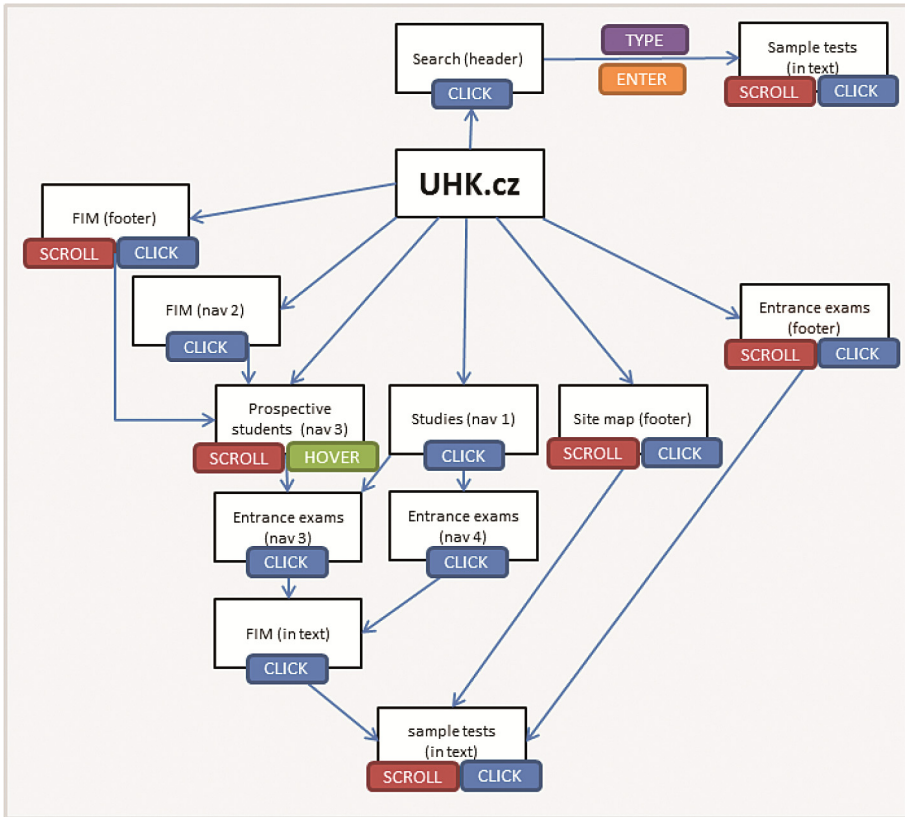 Search (header)
CLICK
TYPE
ENTER
Sample tests
(in text)
SCROLL
CLICK
UHK.cz
FIM (footer)
SCROLL
CLICK
FIM (nav 2)
CLICK
Entrance exams
(footer)
SCROLL
CLICK
Prospective
students (nav 3)
SCROLL
HOVER
Studies (nav 1)
CLICK
Site map (footer)
SCROLL
CLICK
Entrance exams
(nav 3)
CLICK
Entrance exams
(nav 4)
CLICK
FIM (in text)
CLICK
sample tests
(in text)
SCROLL
CLICK